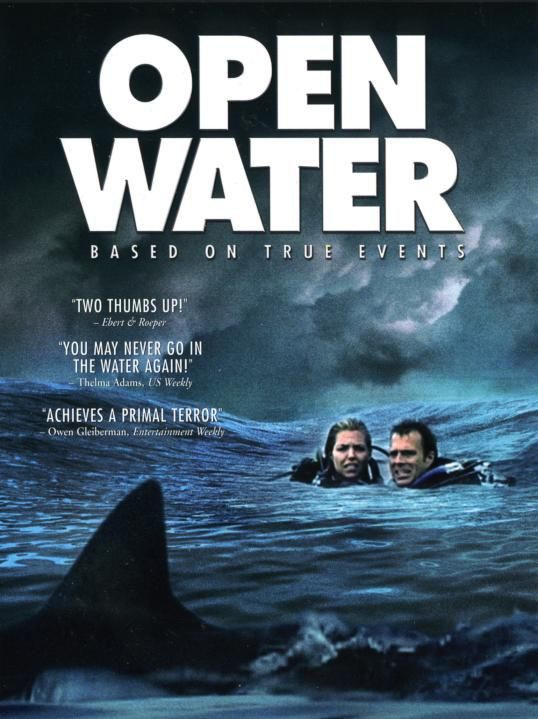 OPEN
WATER
BASED ON TRUE EVENTS
"TWO THUMBS UP!"
– Ebert & Roeper
"YOU MAY NEVER GO IN
THE WATER AGAIN!"
– Thelma Adams, US Weekly
"ACHIEVES A PRIMAL TERROR"
– Owen Gleiberman, Entertainment Weekly